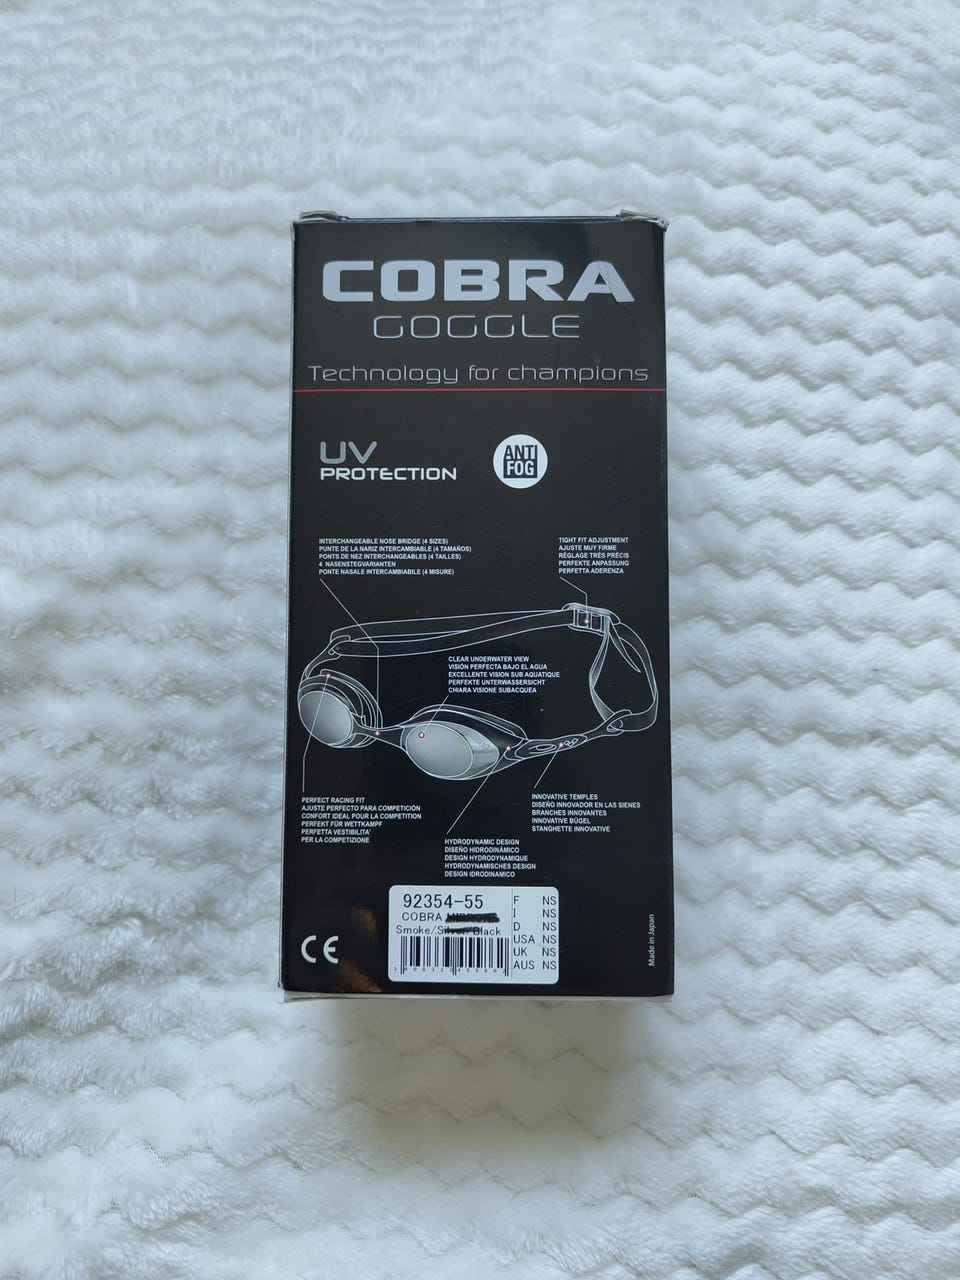 COBRA
GOGGLE
Technology for champions
UV
PROTECTION
ANTI
FOG
INTERCHANGEABLE NOSE BRIDGE (4 SIZES)
PUNTE DE LA NARIZ INTERCAMBIABLE (4 TAMAÑOS)
PONTS DE NEZ INTERCHANGEABLES (4 TAILLES)
4 NASENSTEGVARIANTEN
PONTE NASALE INTERCAMBIABILE (4 MISURE)
TIGHT FIT ADJUSTMENT
AJUSTE MUY FIRME
RÉGLAGE TRÈS PRÉCIS
PERFEKTE ANPASSUNG
PERFETTA ADERENZA
CLEAR UNDERWATER VIEW
VISIÓN PERFECTA BAJO EL AGUA
EXCELLENTE VISION SUB AQUATIQUE
PERFEKTE UNTERWASSERSICHT
CHIARA VISIONE SUBACQUEA
PERFECT RACING FIT
AJUSTE PERFECTO PARA COMPETICIÓN
CONFORT IDEAL POUR LA COMPETITION
PERFEKT FÜR WETTKAMPF
PERFETTA VESTIBILITA'
PER LA COMPETIZIONE
INNOVATIVE TEMPLES
DISEÑO INNOVADOR EN LAS SIENES
BRANCHES INNOVANTES
INNOVATIVE BÜGEL
STANGHETTE INNOVATIVE
HYDRODYNAMIC DESIGN
DISEÑO HIDRODINÁMICO
DESIGN HYDRODYNAMIQUE
HYDRODYNAMISCHES DESIGN
DESIGN IDRODINAMICO
92354-55
COBRA
Smoke/Silver/Black
F NS
I NS
D NS
USA NS
UK NS
AUS NS
CE
Made in Japan